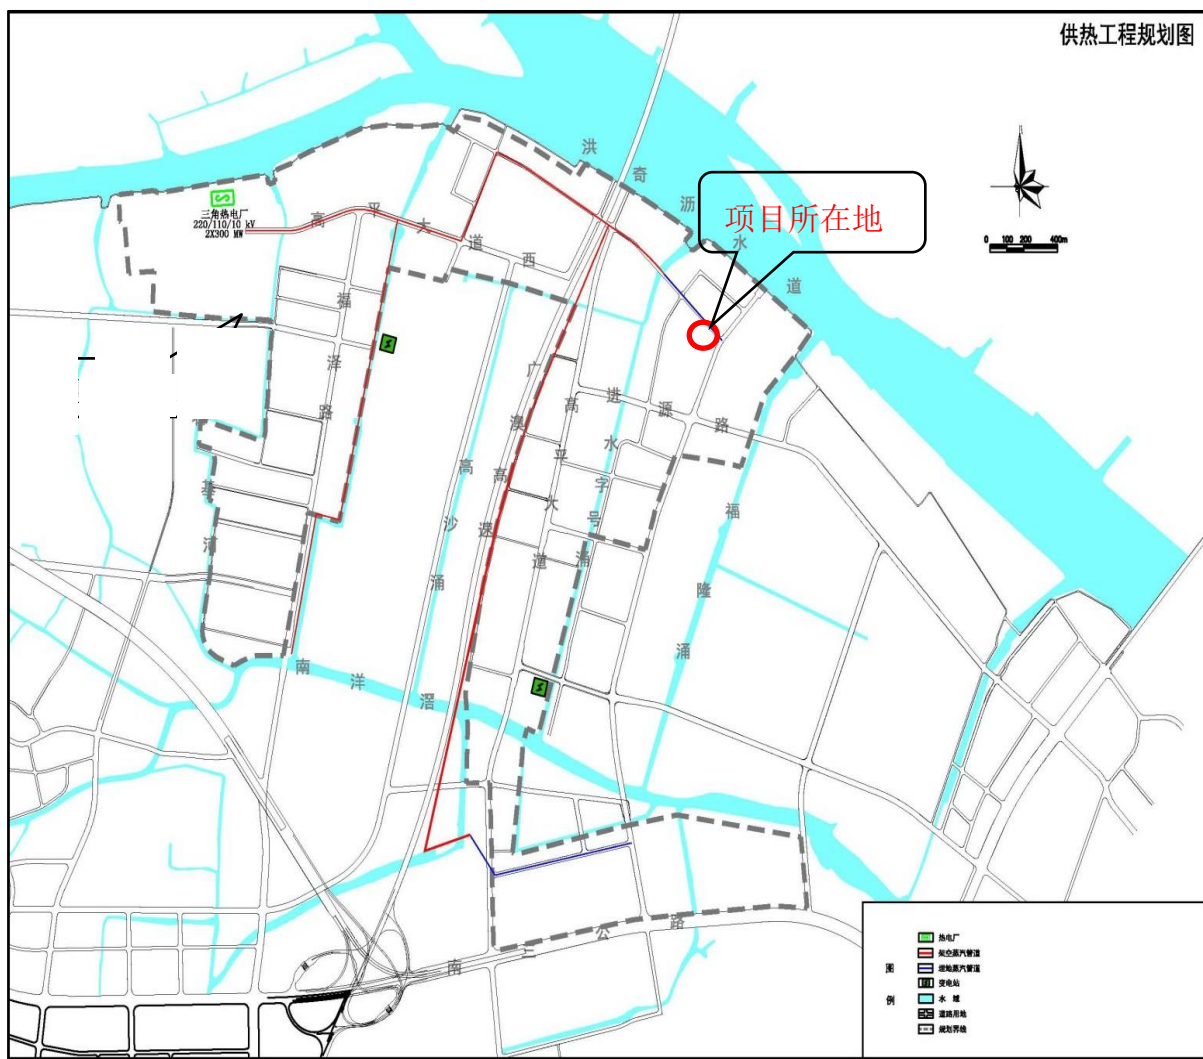 供热工程规划图
洪奇沥水道
项目所在地
三角热电厂
220/110/10 kV
2X300 MW
高平大道西
0 100 200 400m
福泽路
广澳高速
高平大道
进源路
水字号涌
高沙涌
福隆涌
基河
南洋滘
南三公路
图例
热电厂
架空蒸汽管道
埋地蒸汽管道
变电站
水域
道路用地
规划界线